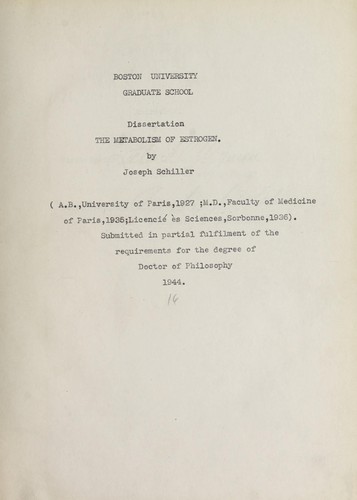 BOSTON UNIVERSITY
GRADUATE SCHOOL
Dissertation
THE METABOLISM OF ESTROGEN.
by
Joseph Schiller
( A.B.,University of Paris,1927 ;M.D.,Faculty of Medicine
of Paris,1935;Licencié ès Sciences,Sorbonne,1936).
Submitted in partial fulfilment of the
requirements for the degree of
Doctor of Philosophy
1944.
16